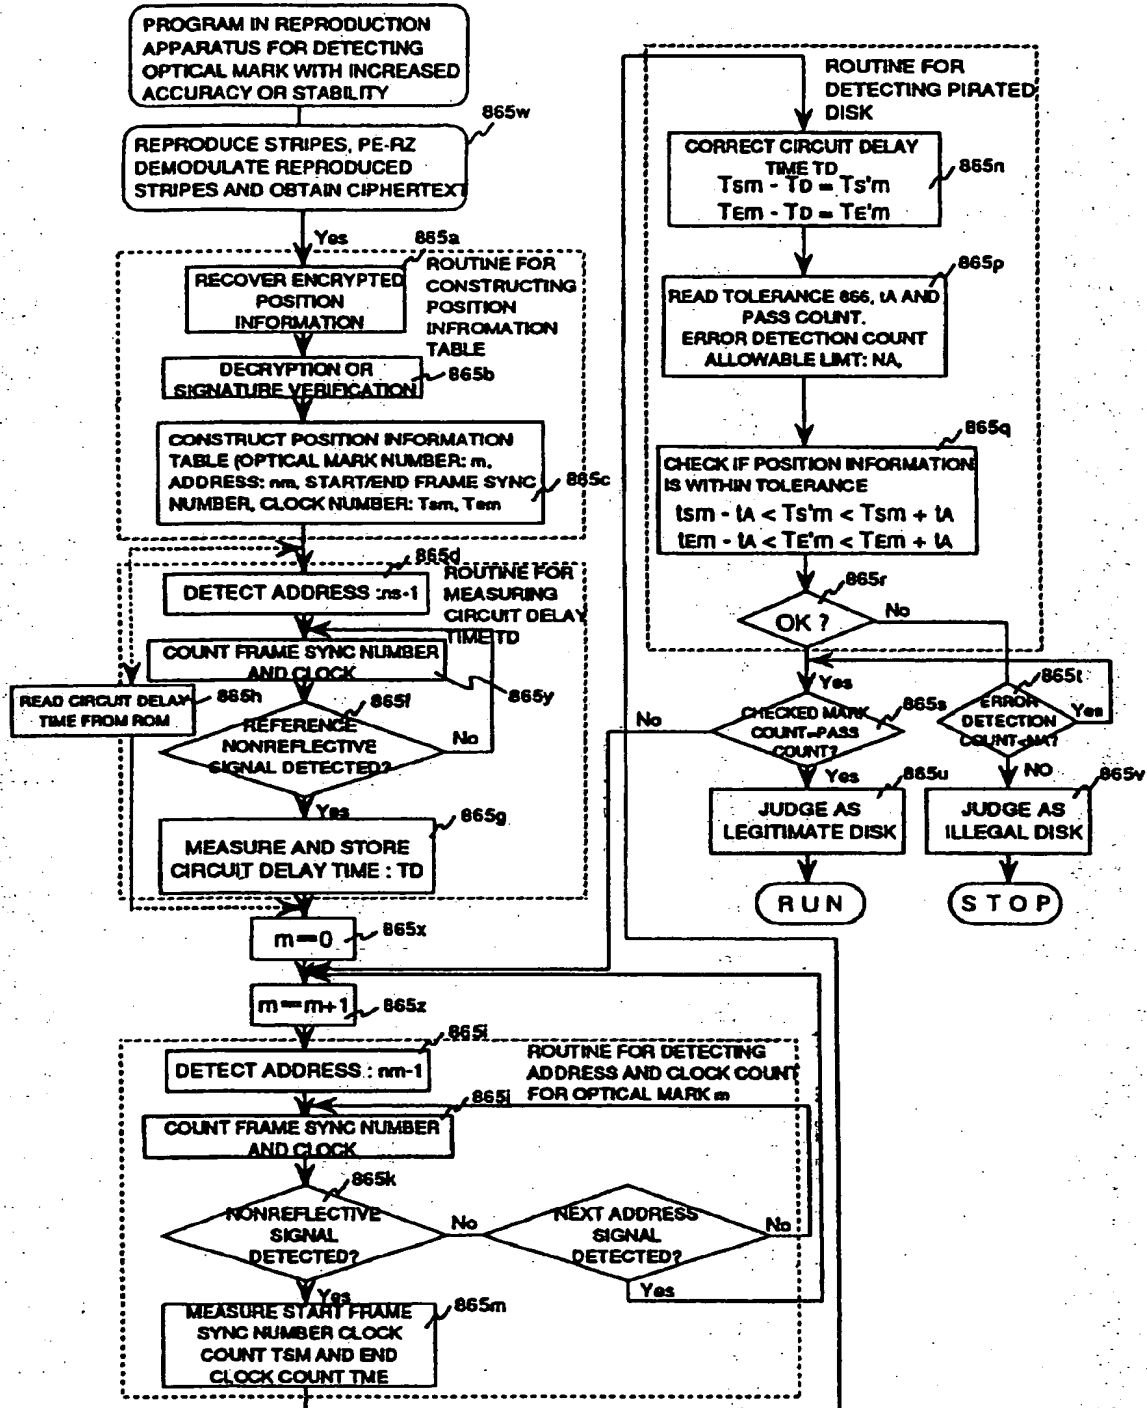 PROGRAM IN REPRODUCTION
APPARATUS FOR DETECTING
OPTICAL MARK WITH INCREASED
ACCURACY OR STABILITY
865w
REPRODUCE STRIPES, PE-RZ
DEMODULATE REPRODUCED
STRIPES AND OBTAIN CIPHERTEXT
Yes
865a
RECOVER ENCRYPTED
POSITION
INFORMATION
ROUTINE FOR
CONSTRUCTING
POSITION
INFROMATION
TABLE
DECRYPTION OR
SIGNATURE VERIFICATION
865b
CONSTRUCT POSITION INFORMATION
TABLE (OPTICAL MARK NUMBER: m,
ADDRESS: nm, START/END FRAME SYNC
NUMBER, CLOCK NUMBER: Tsm, Tem
865c
865d
DETECT ADDRESS :ns-1
ROUTINE FOR
MEASURING
CIRCUIT DELAY
TIME TD
COUNT FRAME SYNC NUMBER
AND CLOCK
865y
READ CIRCUIT DELAY
TIME FROM ROM
865h
865f
REFERENCE
NONREFLECTIVE
SIGNAL DETECTED?
No
Yes
865g
MEASURE AND STORE
CIRCUIT DELAY TIME : TD
m=0
865x
m=m+1
865z
865i
DETECT ADDRESS : nm-1
ROUTINE FOR DETECTING
ADDRESS AND CLOCK COUNT
FOR OPTICAL MARK m
865j
COUNT FRAME SYNC NUMBER
AND CLOCK
865k
NONREFLECTIVE
SIGNAL
DETECTED?
No
NEXT ADDRESS
SIGNAL
DETECTED?
No
Yes
Yes
MEASURE START FRAME
SYNC NUMBER CLOCK
COUNT TSM AND END
CLOCK COUNT TME
865m
ROUTINE FOR
DETECTING PIRATED
DISK
CORRECT CIRCUIT DELAY
TIME TD
Tsm - TD = Ts'm
TEm - TD = TE'm
865n
865p
READ TOLERANCE 866, tA AND
PASS COUNT.
ERROR DETECTION COUNT
ALLOWABLE LIMT: NA,
865q
CHECK IF POSITION INFORMATION
IS WITHIN TOLERANCE
tsm - tA < Ts'm < Tsm + tA
tEm - tA < TE'm < TEm + tA
865r
OK ?
No
Yes
865s
CHECKED MARK
COUNT=PASS
COUNT?
No
Yes
865t
ERROR
DETECTION
COUNT<NA?
Yes
NO
865u
JUDGE AS
LEGITIMATE DISK
865v
JUDGE AS
ILLEGAL DISK
RUN
STOP